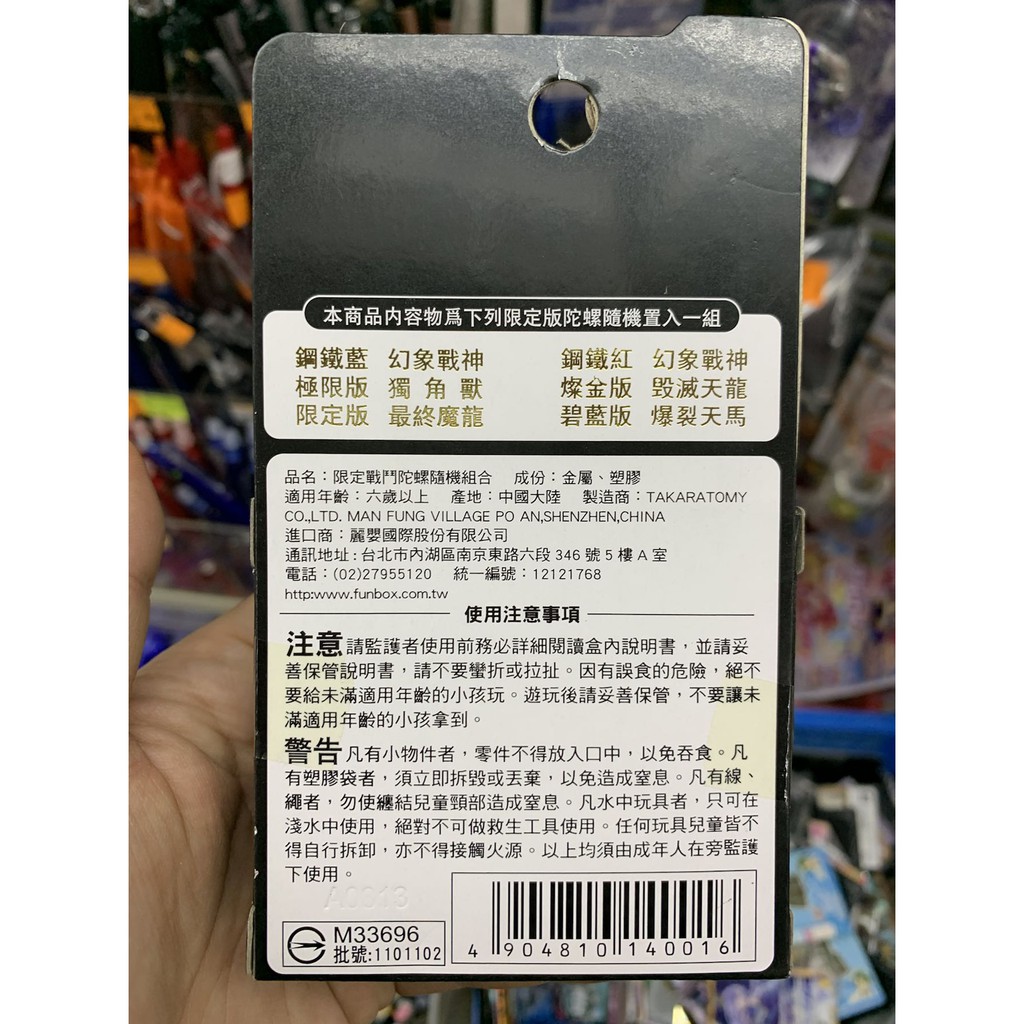 本商品內容物爲下列限定版陀螺隨機置入一組
鋼鐵藍 幻象戰神 鋼鐵紅 幻象戰神
極限版 獨角獸 燦金版 毀滅天龍
限定版 最終魔龍 碧藍版 爆裂天馬
品名：限定戰鬥陀螺隨機組合 成份：金屬、塑膠
適用年齡：六歲以上 產地：中國大陸 製造商：TAKARATOMY
CO.,LTD. MAN FUNG VILLAGE PO AN,SHENZHEN,CHINA
進口商：麗嬰國際股份有限公司
通訊地址：台北市內湖區南京東路六段 346 號 5 樓 A 室
電話：(02)27955120 統一編號：12121768
http:www.funbox.com.tw
使用注意事項
注意 請監護者使用前務必詳細閱讀盒內說明書，並請妥
善保管說明書，請不要彎折或拉扯。因有誤食的危險，絕不
要給未滿適用年齡的小孩玩。遊玩後請妥善保管，不要讓未
滿適用年齡的小孩拿到。
警告 凡有小物件者，零件不得放入口中，以免吞食。凡
有塑膠袋者，須立即拆毀或丟棄，以免造成窒息。凡有線、
繩者，勿使纏結兒童頸部造成窒息。凡水中玩具者，只可在
淺水中使用，絕對不可做救生工具使用。任何玩具兒童皆不
得自行拆卸，亦不得接觸火源。以上均須由成年人在旁監護
下使用。
A0313
M33696
批號:1101102
4 904810 140016